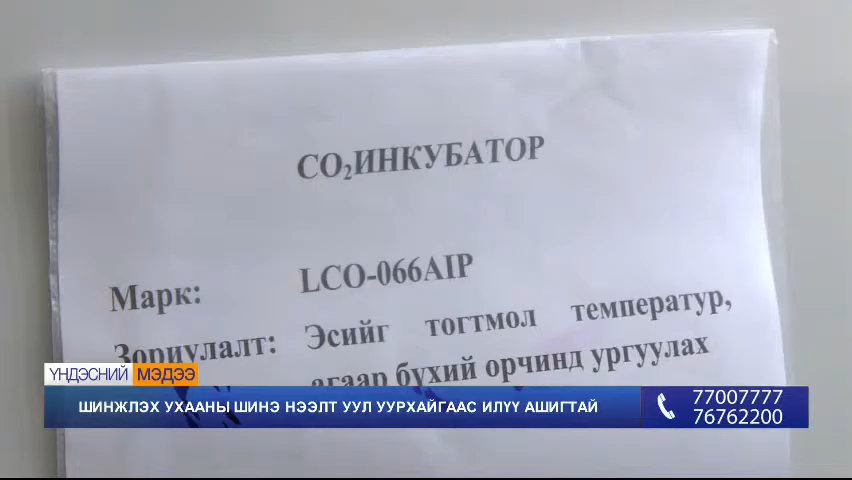 CO₂ИНКУБАТОР
Марк: LCO-066AIP
Зориулалт: Эсийг тогтмол температур,
агаар бүхий орчинд ургуулах
ҮНДЭСНИЙ МЭДЭЭ
ШИНЖЛЭХ УХААНЫ ШИНЭ НЭЭЛТ УУЛ УУРХАЙГААС ИЛҮҮ АШИГТАЙ
77007777
76762200